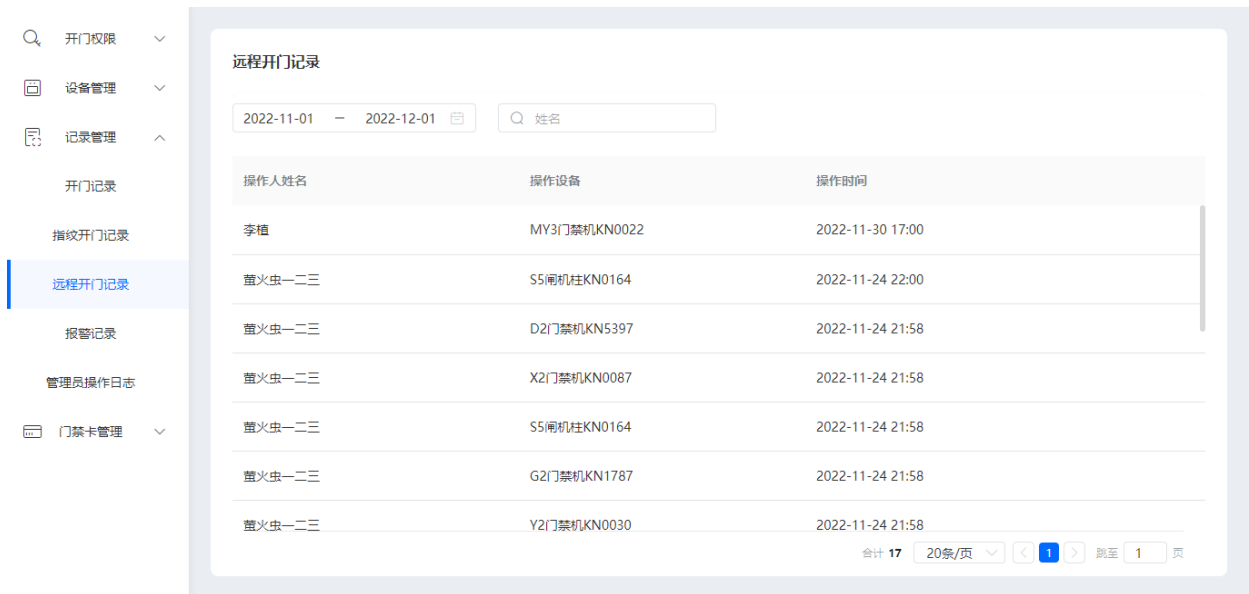 开门权限
设备管理
记录管理
开门记录
指纹开门记录
远程开门记录
报警记录
管理员操作日志
门禁卡管理
远程开门记录
2022-11-01 — 2022-12-01 姓名
操作人姓名 操作设备 操作时间
李植 MY3门禁机KN0022 2022-11-30 17:00
萤火虫一二三 S5闸机柱KN0164 2022-11-24 22:00
萤火虫一二三 D2门禁机KN5397 2022-11-24 21:58
萤火虫一二三 X2门禁机KN0087 2022-11-24 21:58
萤火虫一二三 S5闸机柱KN0164 2022-11-24 21:58
萤火虫一二三 G2门禁机KN1787 2022-11-24 21:58
萤火虫一二三 Y2门禁机KN0030 2022-11-24 21:58
合计 17 20条/页 1 跳至 1 页